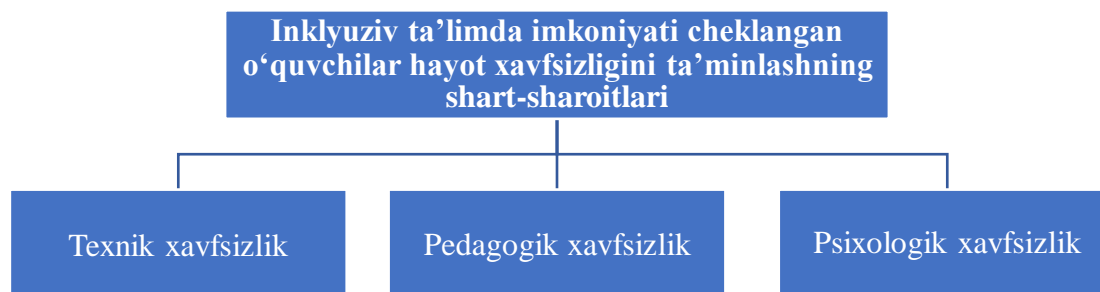 Inklyuziv ta’limda imkoniyati cheklangan
o‘quvchilar hayot xavfsizligini ta’minlashning
shart-sharoitlari
Texnik xavfsizlik
Pedagogik xavfsizlik
Psixologik xavfsizlik